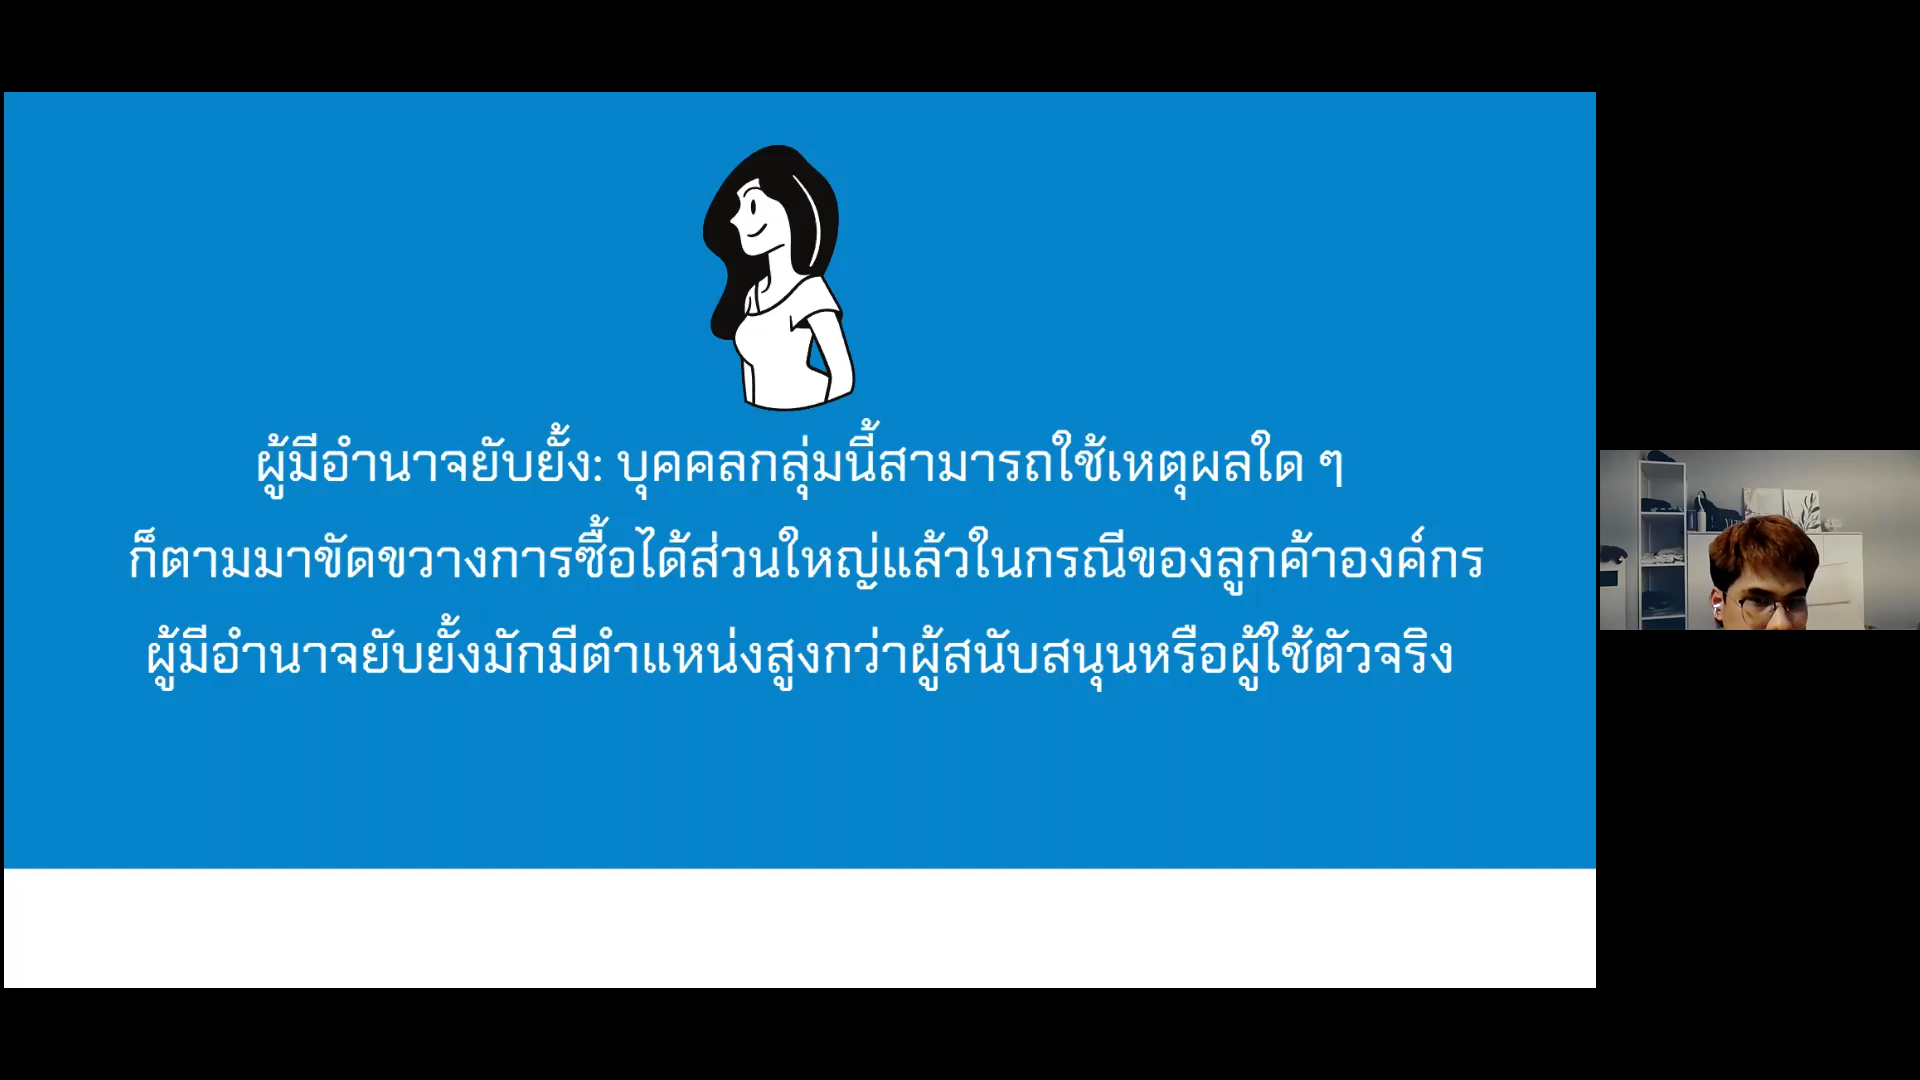 ผู้มีอำนาจยับยั้ง: บุคคลกลุ่มนี้สามารถใช้เหตุผลใด ๆ
ก็ตามมาขัดขวางการซื้อได้ส่วนใหญ่แล้วในกรณีของลูกค้าองค์กร
ผู้มีอำนาจยับยั้งมักมีตำแหน่งสูงกว่าผู้สนับสนุนหรือผู้ใช้ตัวจริง